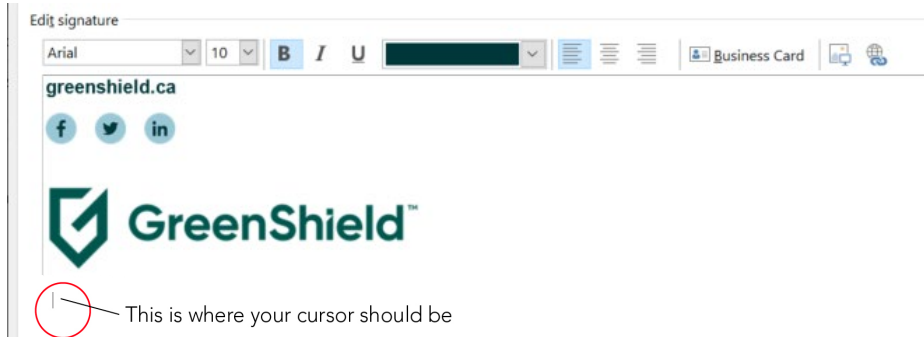 Edit signature
Arial 10 B I U Business Card
greenshield.ca
f in
GreenShield™
This is where your cursor should be